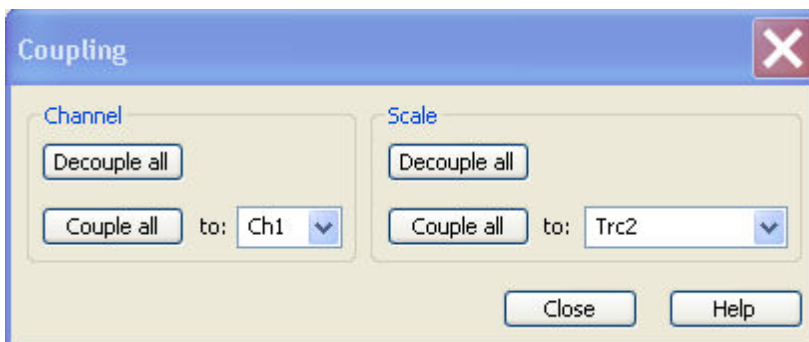 Coupling
Channel
Decouple all
Couple all to: Ch1
Scale
Decouple all
Couple all to: Trc2
Close Help